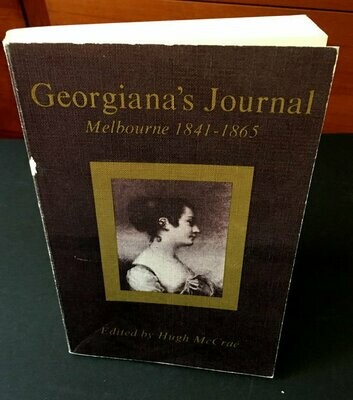 Georgiana's Journal
Melbourne 1841-1865
Edited by Hugh McCrae